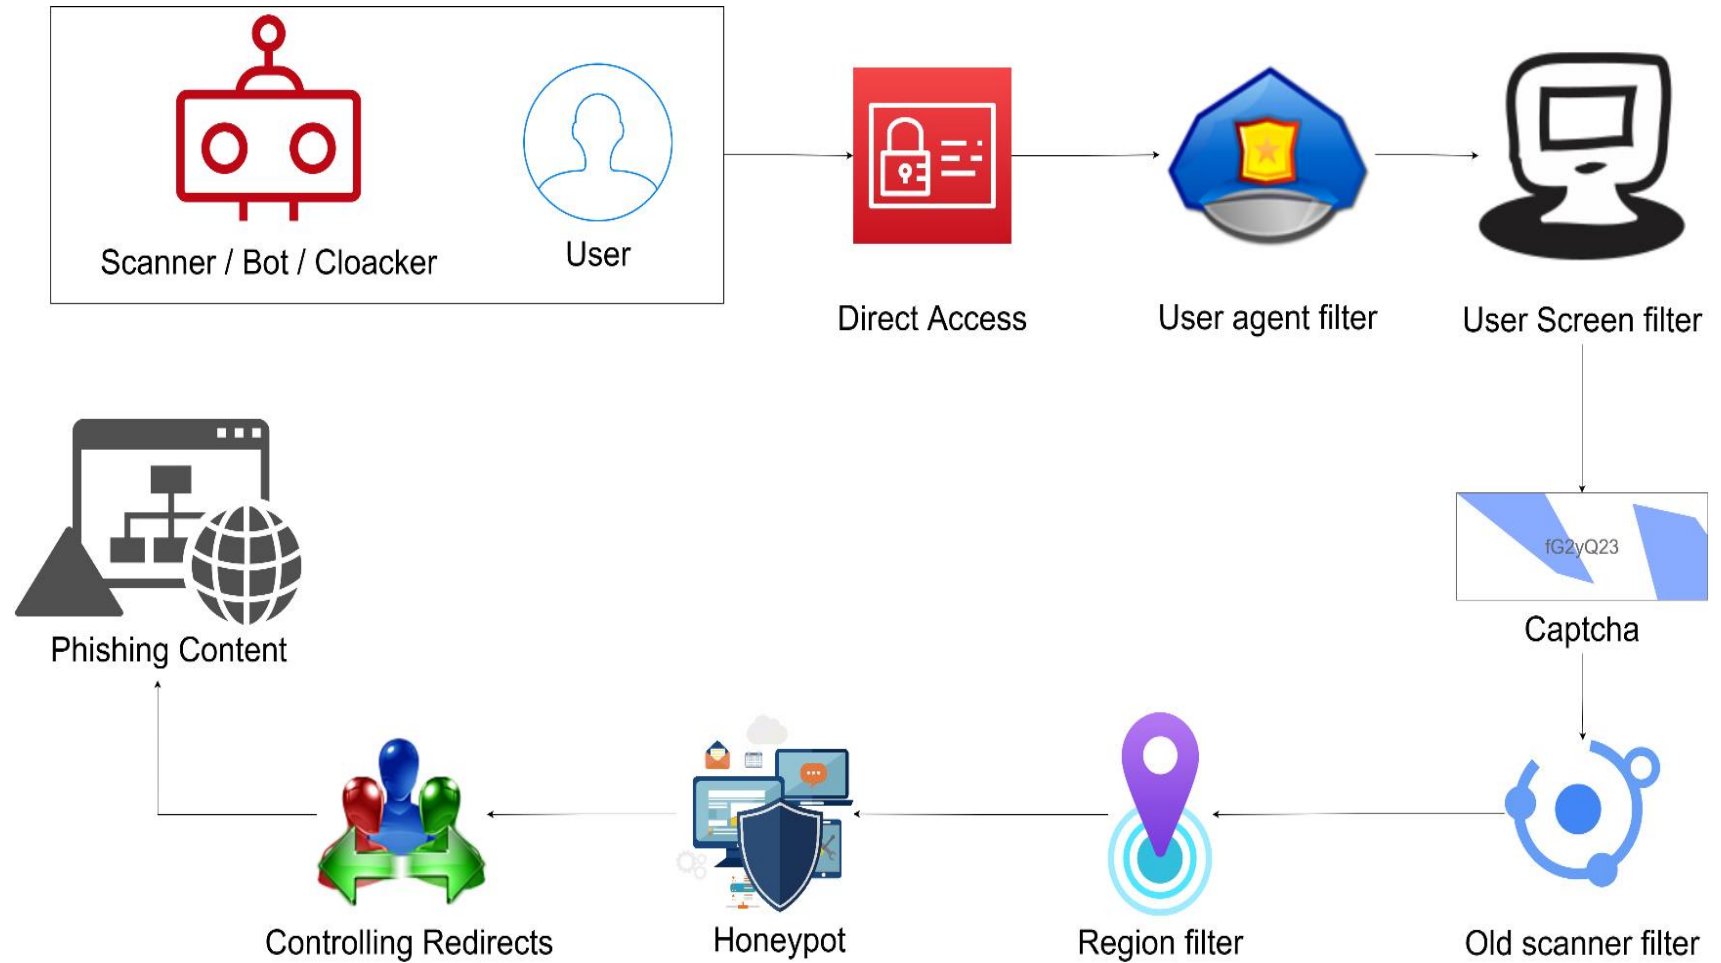 Scanner / Bot / Cloacker
User
Direct Access
User agent filter
User Screen filter
fG2yQ23
Captcha
Phishing Content
Controlling Redirects
Honeypot
Region filter
Old scanner filter